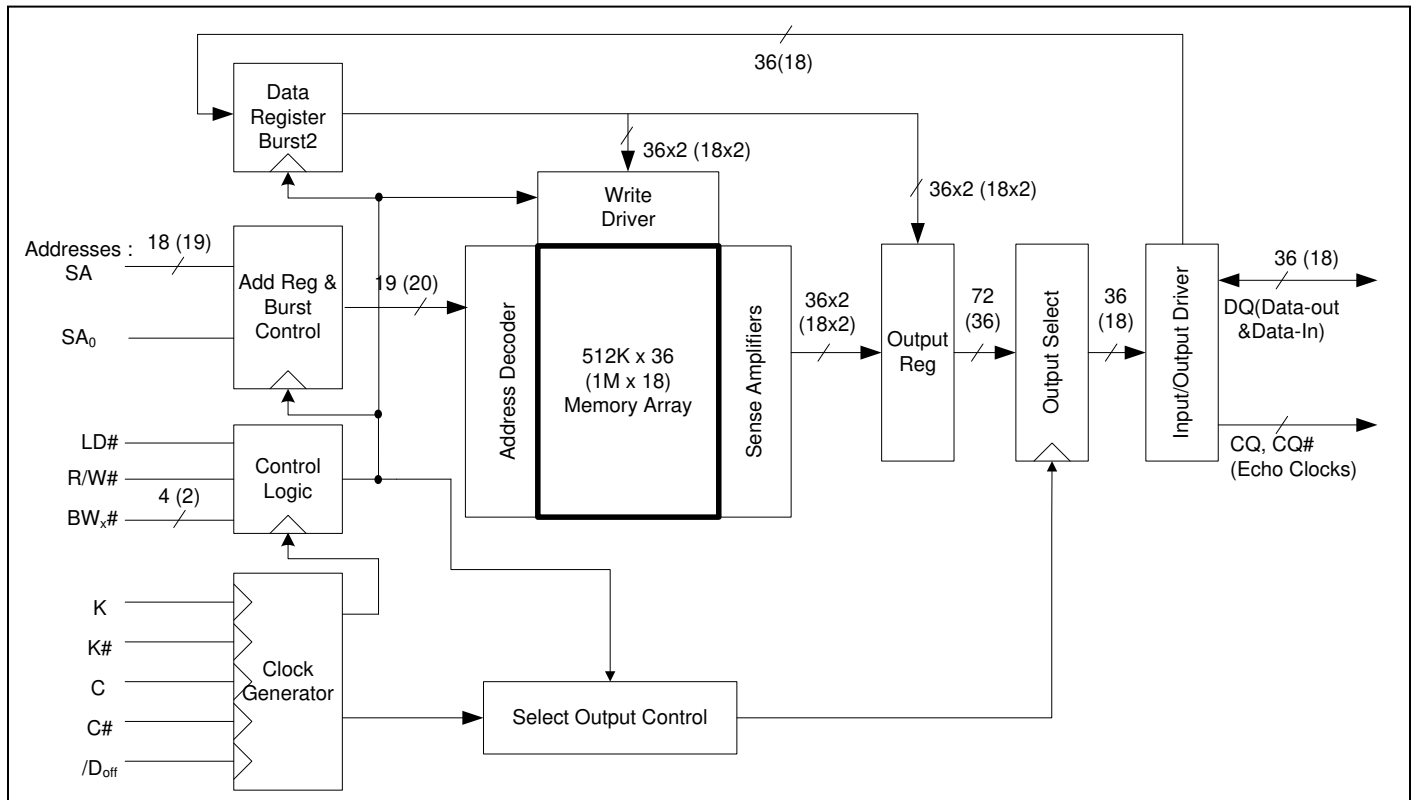 36(18)
Data
Register
Burst2
36x2 (18x2)
36x2 (18x2)
Write
Driver
Addresses :
SA
18 (19)
SA₀
Add Reg &
Burst
Control
19 (20)
Address Decoder
512K x 36
(1M x 18)
Memory Array
Sense Amplifiers
36x2
(18x2)
Output
Reg
72
(36)
Output Select
36
(18)
Input/Output Driver
36 (18)
DQ(Data-out
&Data-In)
CQ, CQ#
(Echo Clocks)
LD#
R/W#
4 (2)
BWₓ#
Control
Logic
K
K#
C
C#
/Doff
Clock
Generator
Select Output Control